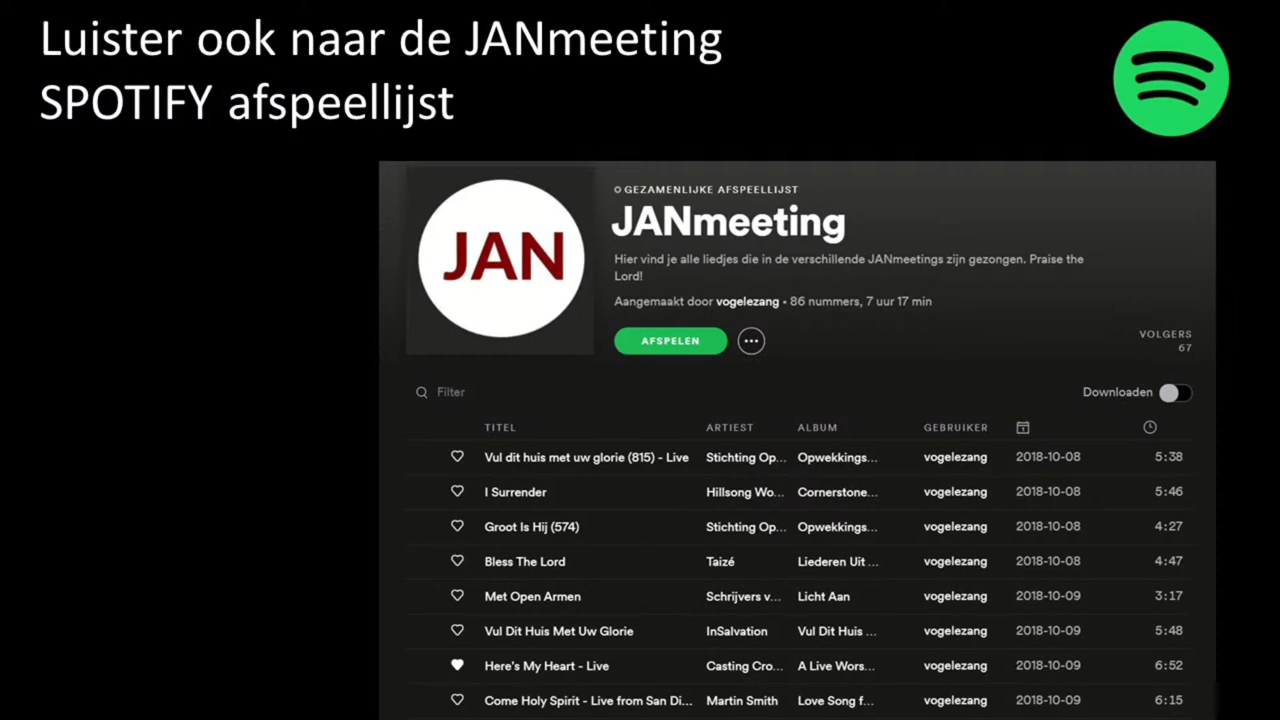 Luister ook naar de JANmeeting
SPOTIFY afspeellijst
JAN
GEZAMENLIJKE AFSPEELLIJST
JANmeeting
Hier vind je alle liedjes die in de verschillende JANmeetings zijn gezongen. Praise the
Lord!
Aangemaakt door vogelezang • 86 nummers, 7 uur 17 min
AFSPELEN
VOLGERS
67
Filter
Downloaden
TITEL ARTIEST ALBUM GEBRUIKER
Vul dit huis met uw glorie (815) - Live Stichting Op... Opwekkings... vogelezang 2018-10-08 5:38
I Surrender Hillsong Wo... Cornerstone... vogelezang 2018-10-08 5:46
Groot Is Hij (574) Stichting Op... Opwekkings... vogelezang 2018-10-08 4:27
Bless The Lord Taizé Liederen Uit ... vogelezang 2018-10-08 4:47
Met Open Armen Schrijvers v... Licht Aan vogelezang 2018-10-09 3:17
Vul Dit Huis Met Uw Glorie InSalvation Vul Dit Huis ... vogelezang 2018-10-09 5:48
Here's My Heart - Live Casting Cro... A Live Wors... vogelezang 2018-10-09 6:52
Come Holy Spirit - Live from San Di... Martin Smith Love Song f... vogelezang 2018-10-09 6:15